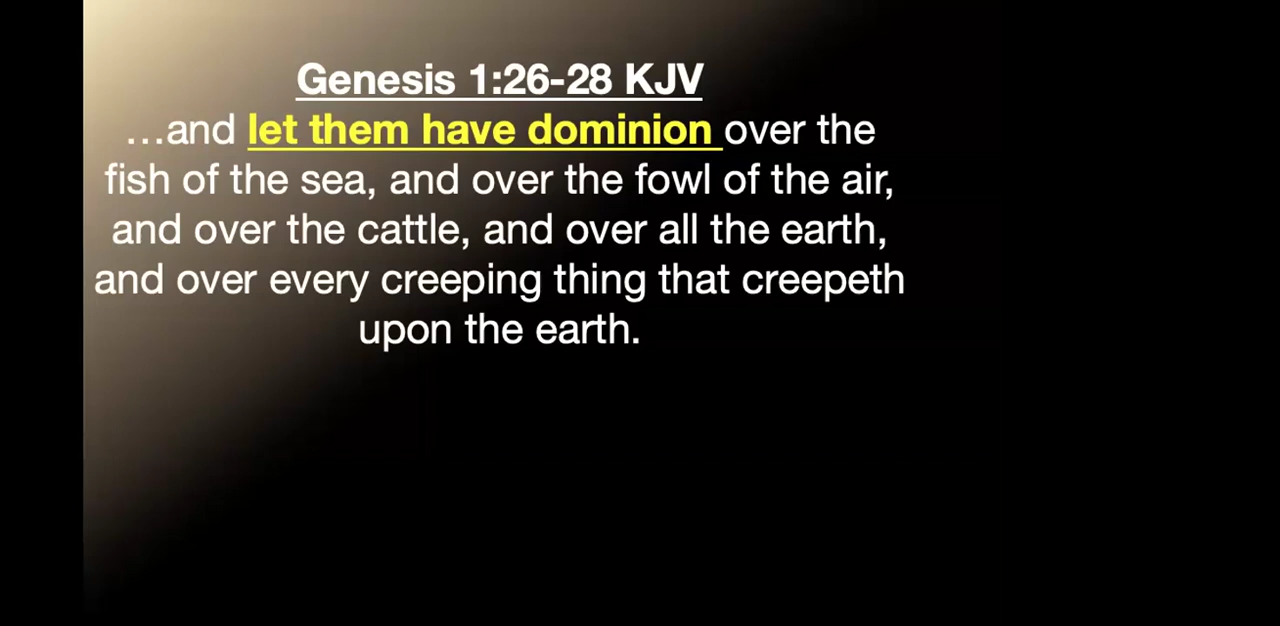 Genesis 1:26-28 KJV
…and let them have dominion over the
fish of the sea, and over the fowl of the air,
and over the cattle, and over all the earth,
and over every creeping thing that creepeth
upon the earth.